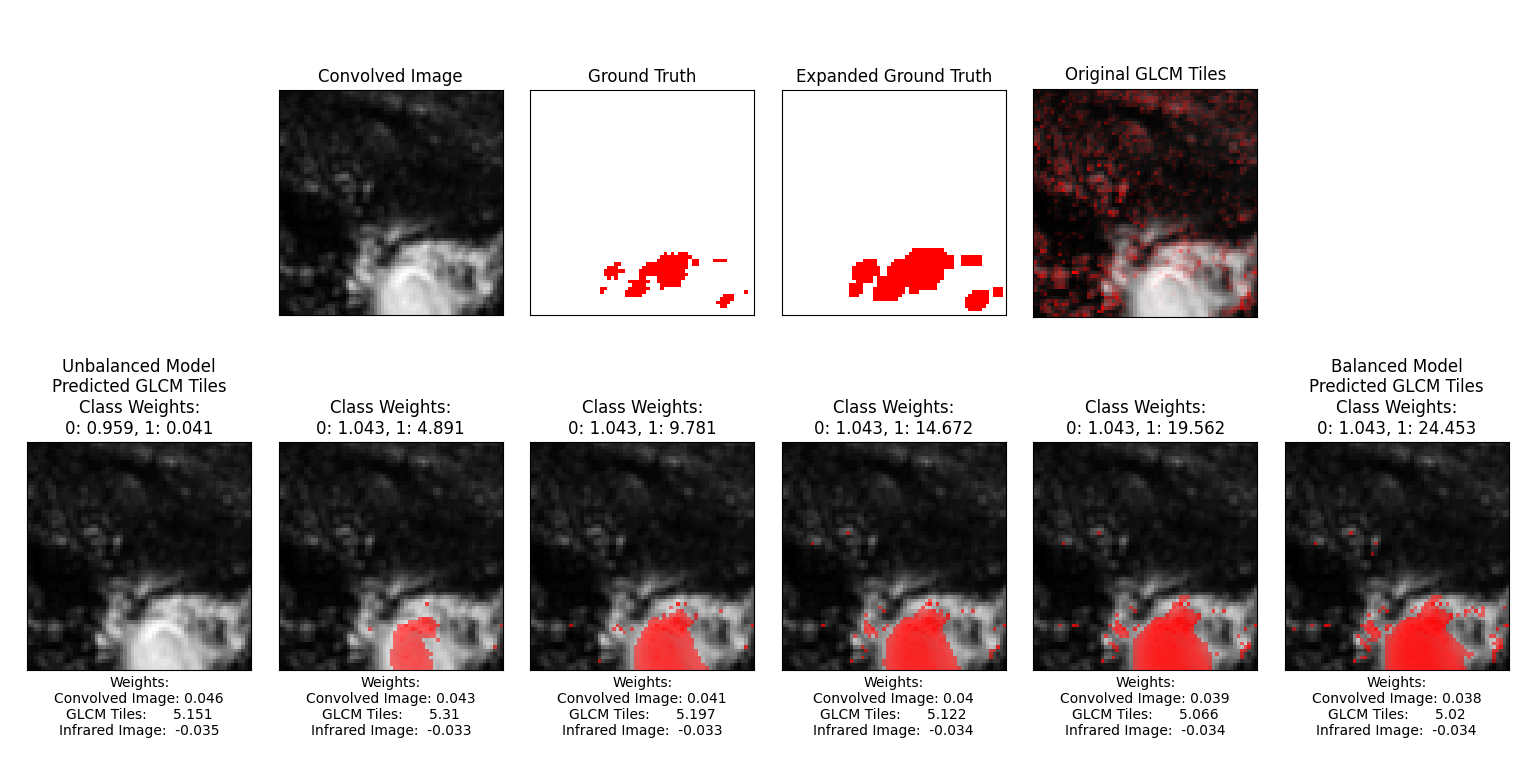 Convolved Image
Ground Truth
Expanded Ground Truth
Original GLCM Tiles
Unbalanced Model
Predicted GLCM Tiles
Class Weights:
0: 0.959, 1: 0.041
Class Weights:
0: 1.043, 1: 4.891
Class Weights:
0: 1.043, 1: 9.781
Class Weights:
0: 1.043, 1: 14.672
Class Weights:
0: 1.043, 1: 19.562
Balanced Model
Predicted GLCM Tiles
Class Weights:
0: 1.043, 1: 24.453
Weights:
Convolved Image: 0.046
GLCM Tiles: 5.151
Infrared Image: -0.035
Weights:
Convolved Image: 0.043
GLCM Tiles: 5.31
Infrared Image: -0.033
Weights:
Convolved Image: 0.041
GLCM Tiles: 5.197
Infrared Image: -0.033
Weights:
Convolved Image: 0.04
GLCM Tiles: 5.122
Infrared Image: -0.034
Weights:
Convolved Image: 0.039
GLCM Tiles: 5.066
Infrared Image: -0.034
Weights:
Convolved Image: 0.038
GLCM Tiles: 5.02
Infrared Image: -0.034